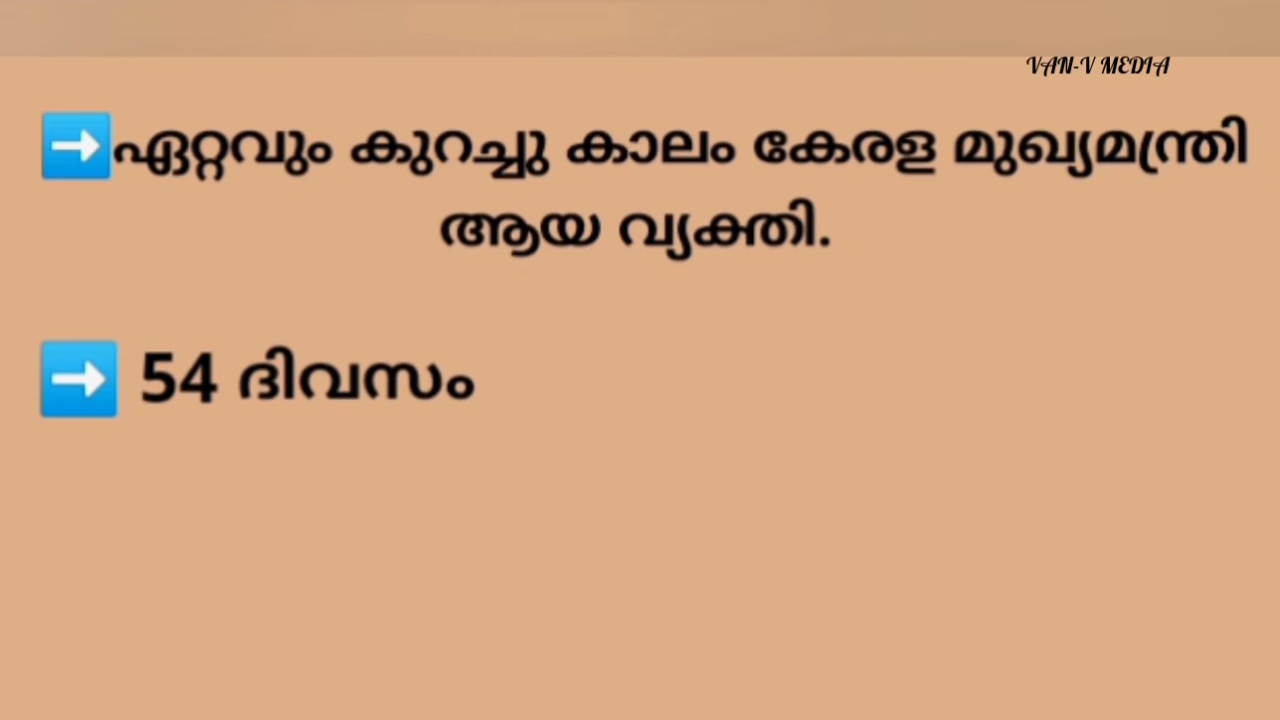 VAN-V MEDIA
➡️ഏറ്റവും കുറച്ചു കാലം കേരള മുഖ്യമന്ത്രി
ആയ വ്യക്തി.
➡️ 54 ദിവസം